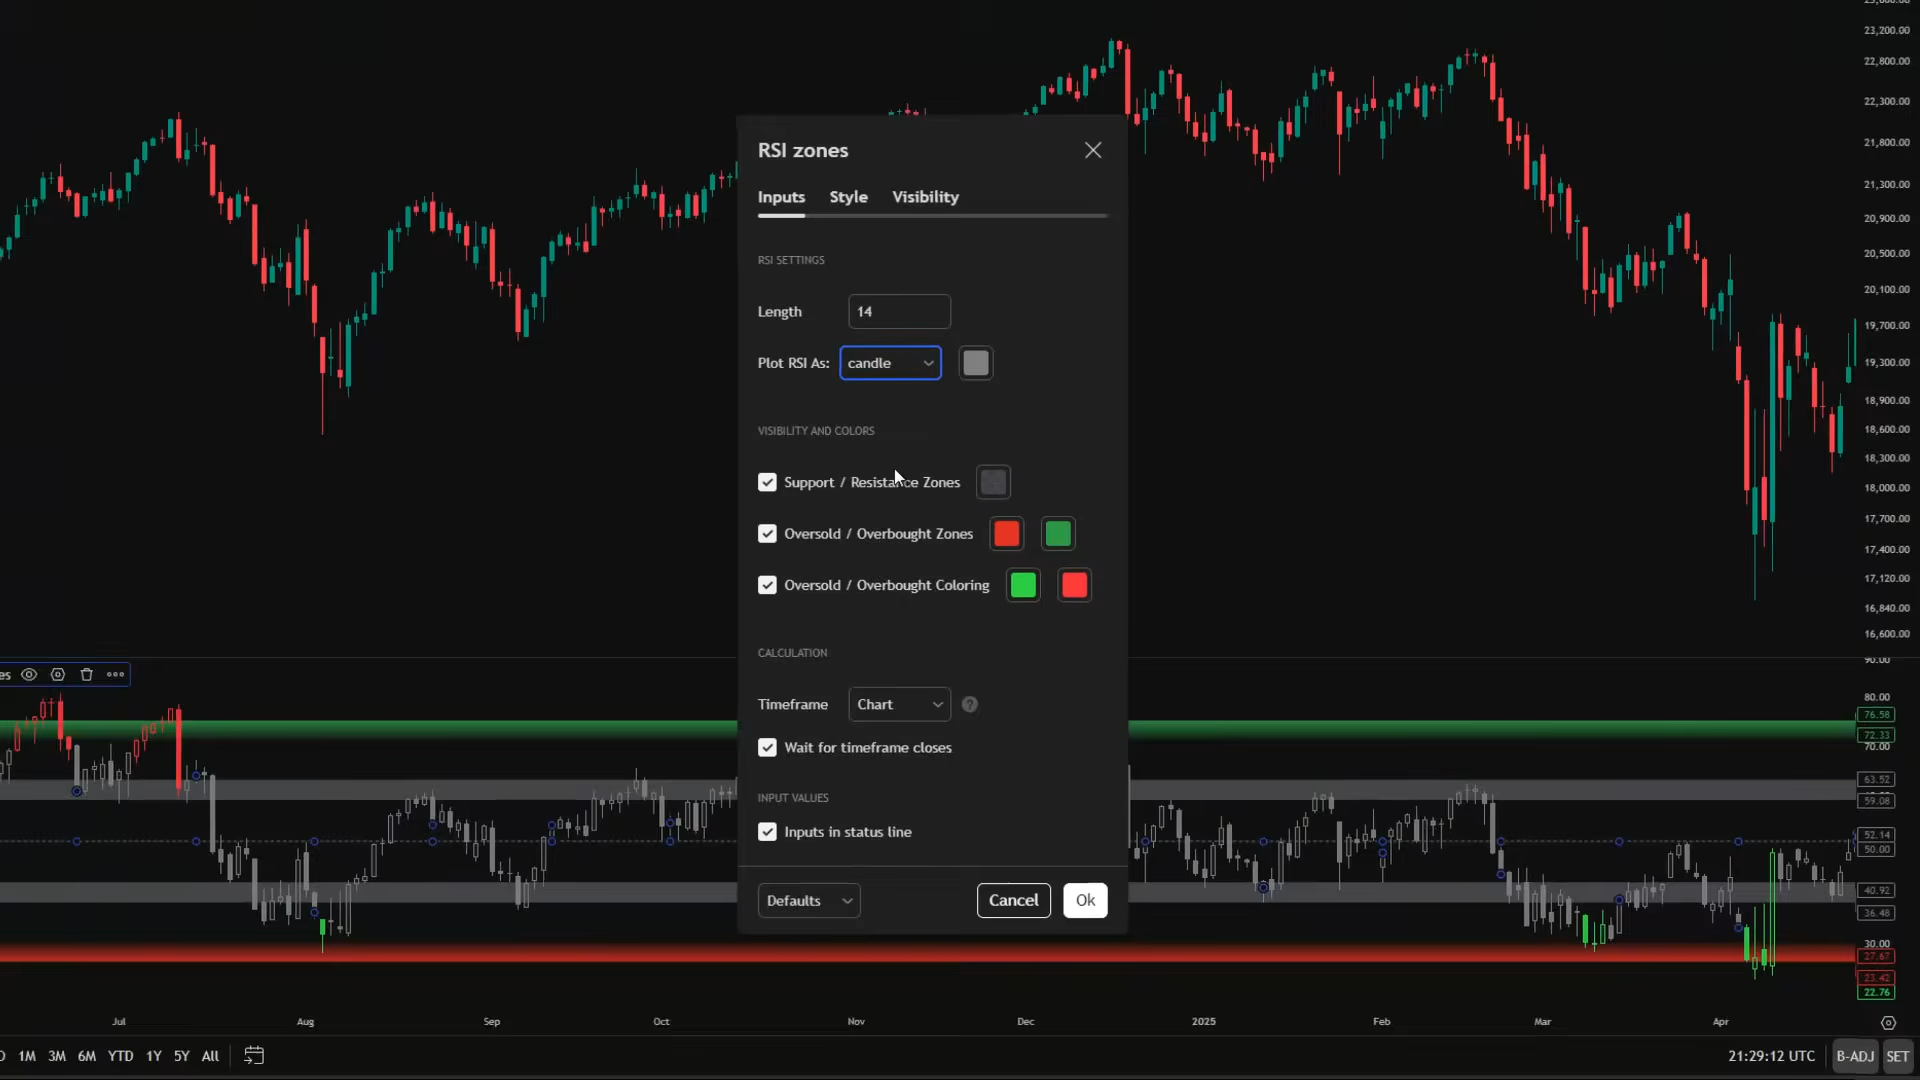 23,200.00
22,800.00
22,300.00
21,800.00
21,300.00
20,900.00
20,500.00
20,100.00
19,700.00
19,300.00
18,900.00
18,600.00
18,300.00
18,000.00
17,700.00
17,400.00
17,120.00
16,840.00
16,600.00
RSI zones
Inputs Style Visibility
RSI SETTINGS
Length 14
Plot RSI As: candle
VISIBILITY AND COLORS
Support / Resistance Zones
Oversold / Overbought Zones
Oversold / Overbought Coloring
CALCULATION
Timeframe Chart ?
Wait for timeframe closes
INPUT VALUES
Inputs in status line
Defaults Cancel Ok
es
90.00
80.00
76.58
72.33
70.00
63.52
59.08
52.14
50.00
40.92
36.48
30.00
27.67
23.42
22.76
Jul Aug Sep Oct Nov Dec 2025 Feb Mar Apr
1M 3M 6M YTD 1Y 5Y All 21:29:12 UTC B-ADJ SET